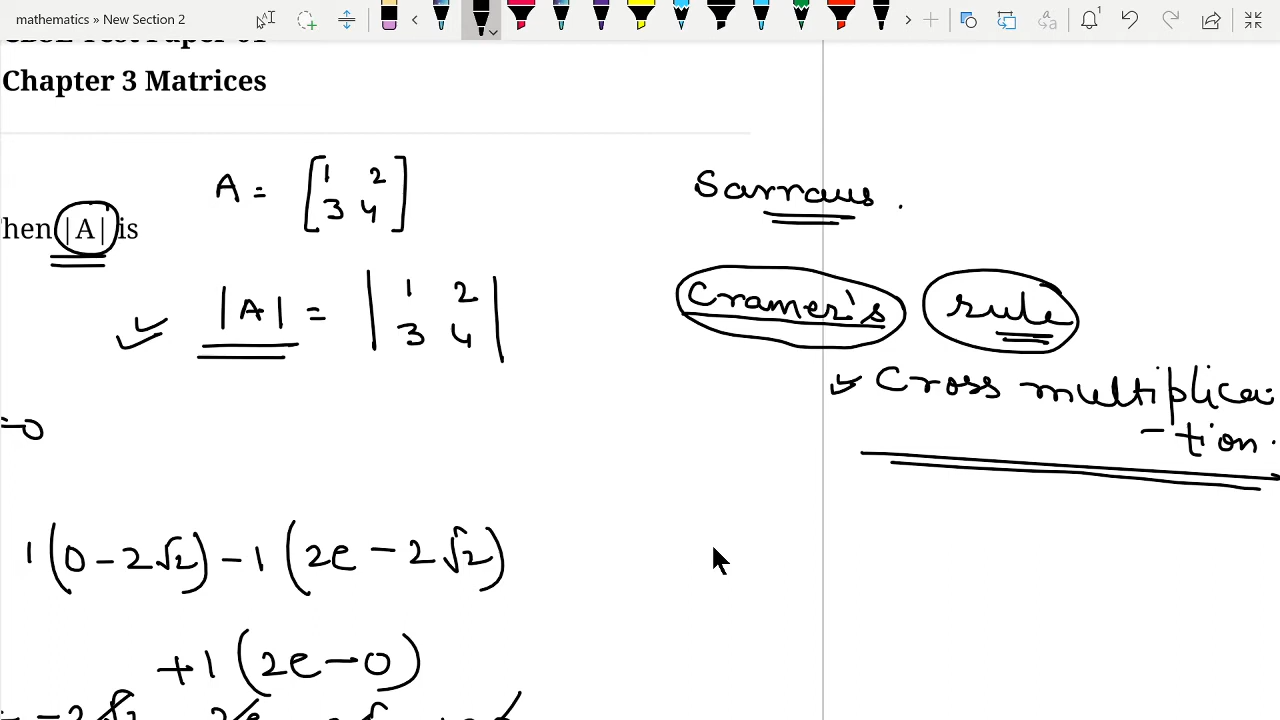 mathematics » New Section 2
Chapter 3 Matrices
A = [1 2
3 4]
hen |A| is
|A| = |1 2
3 4|
Sarraus.
Cramer's rule
Cross multiplica
- tion.
=0
1(0-2√2) -1(2e-2√2)
+1(2e-0)